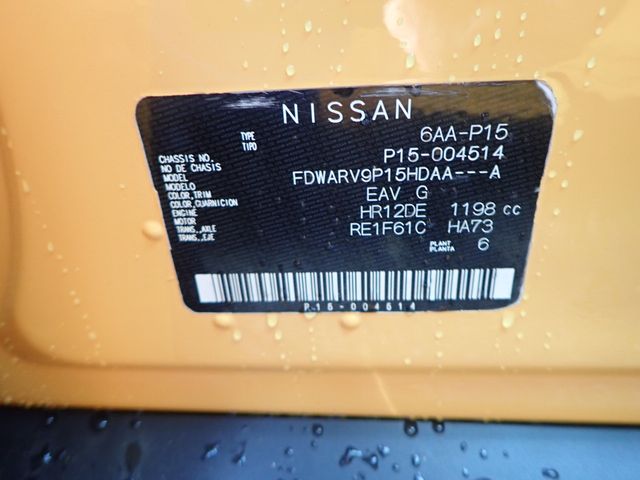 NISSAN
TYPE
TIPO 6AA-P15
CHASSIS NO.
NO DE CHASIS P15-004514
MODEL
MODELO FDWARV9P15HDAA---A
COLOR,TRIM
COLOR,GUARNICION EAV G
ENGINE
MOTOR HR12DE 1198 cc
TRANS.,AXLE
TRANS.,EJE RE1F61C HA73
PLANT
PLANTA 6
P15-004514